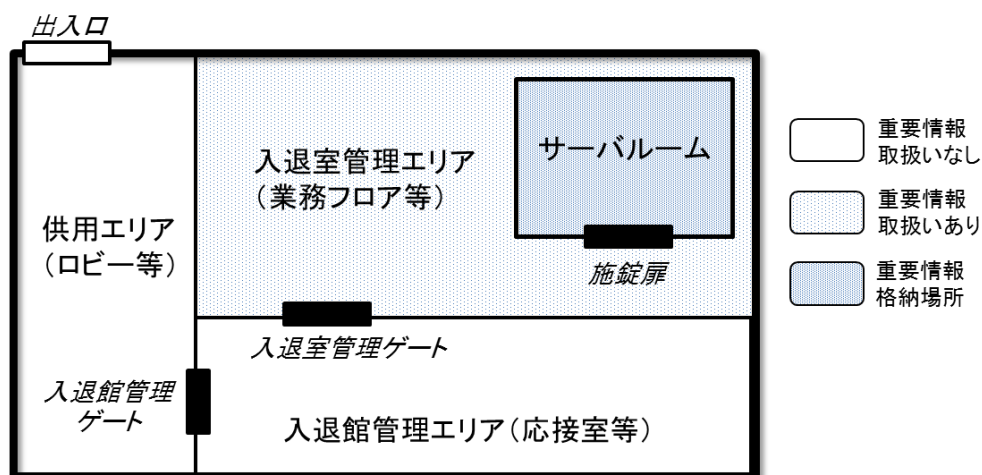 出入口
入退室管理エリア
（業務フロア等）
サーバルーム
施錠扉
供用エリア
（ロビー等）
入退室管理ゲート
入退館管理
ゲート
入退館管理エリア（応接室等）
重要情報
取扱いなし
重要情報
取扱いあり
重要情報
格納場所